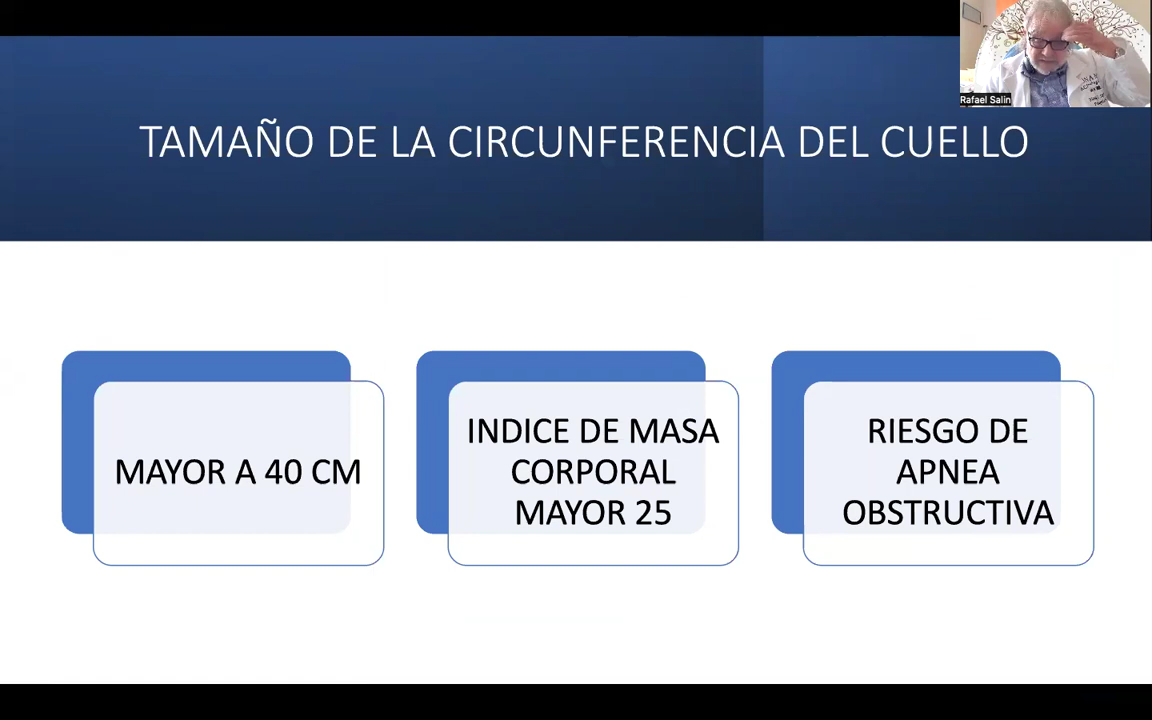 Rafael Salin
TAMAÑO DE LA CIRCUNFERENCIA DEL CUELLO
MAYOR A 40 CM
INDICE DE MASA
CORPORAL
MAYOR 25
RIESGO DE
APNEA
OBSTRUCTIVA